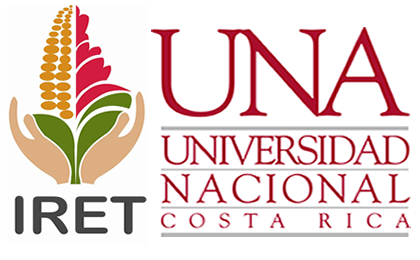 IRET
UNA
UNIVERSIDAD
NACIONAL
COSTA RICA